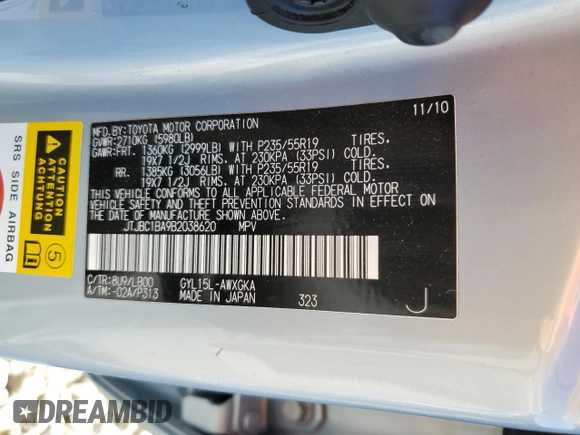 MFD. BY:TOYOTA MOTOR CORPORATION 11/10
GVWR:2710KG (5980LB)
GAWR:FRT. 1360KG (2999LB) WITH P235/55R19 TIRES.
19X7 1/2J RIMS. AT 230KPA (33PSI) COLD.
RR. 1385KG (3056LB) WITH P235/55R19 TIRES.
19X7 1/2J RIMS. AT 230KPA (33PSI) COLD.
THIS VEHICLE CONFORMS TO ALL APPLICABLE FEDERAL MOTOR
VEHICLE SAFETY AND THEFT PREVENTION STANDARDS IN EFFECT ON
THE DATE OF MANUFACTURE SHOWN ABOVE.
JTJBC1BA9B2038620 MPV
C/TR:8U9/LB00 GYL15L-AWXGKA
A/TM:-02A/P313 MADE IN JAPAN 323
J
SRS SIDE AIRBAG
CAUTION
ATTENTION
ACHTUNG
5
DREAMBID